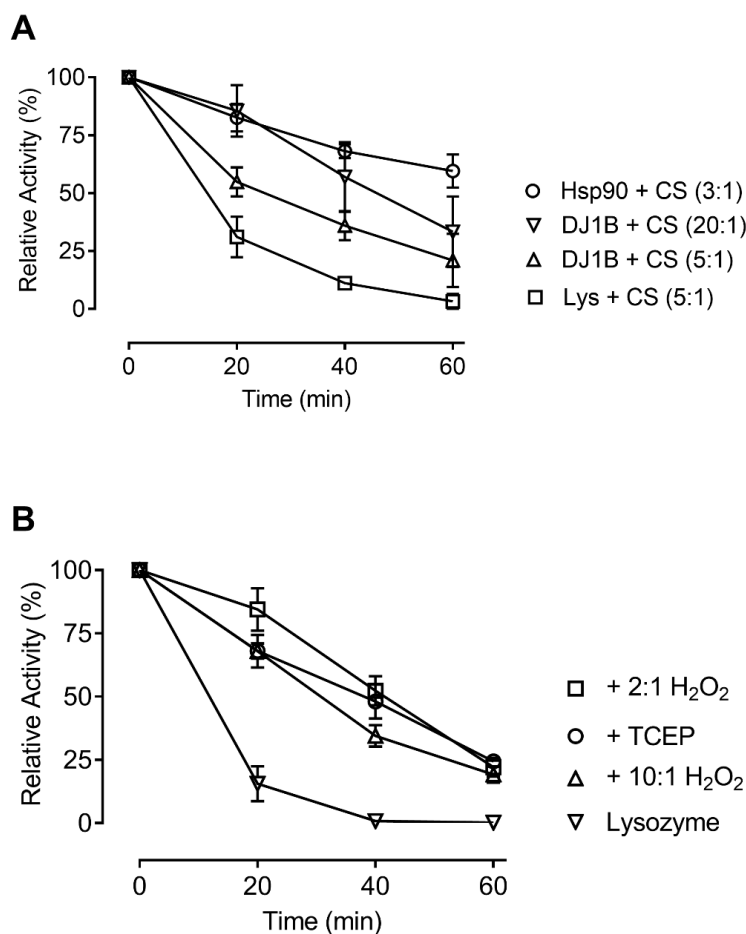 A
Relative Activity (%)
100
75
50
25
0
0 20 40 60
Time (min)
Hsp90 + CS (3:1)
DJ1B + CS (20:1)
DJ1B + CS (5:1)
Lys + CS (5:1)
B
Relative Activity (%)
100
75
50
25
0
0 20 40 60
Time (min)
+ 2:1 H₂O₂
+ TCEP
+ 10:1 H₂O₂
Lysozyme